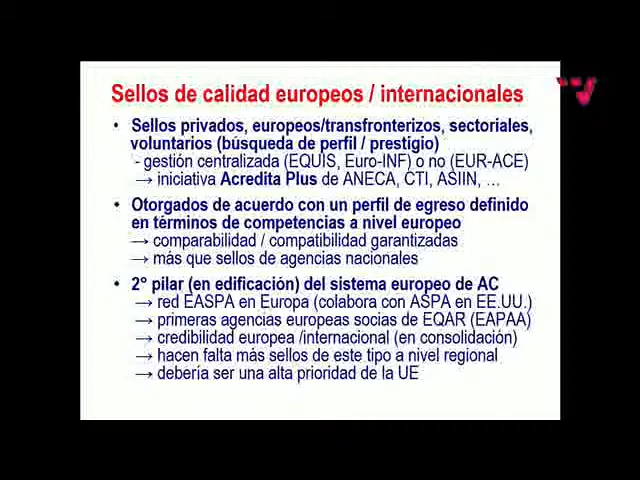 Sellos de calidad europeos / internacionales
• Sellos privados, europeos/transfronterizos, sectoriales,
voluntarios (búsqueda de perfil / prestigio)
- gestión centralizada (EQUIS, Euro-INF) o no (EUR-ACE)
→ iniciativa Acredita Plus de ANECA, CTI, ASIIN, …
• Otorgados de acuerdo con un perfil de egreso definido
en términos de competencias a nivel europeo
→ comparabilidad / compatibilidad garantizadas
→ más que sellos de agencias nacionales
• 2° pilar (en edificación) del sistema europeo de AC
→ red EASPA en Europa (colabora con ASPA en EE.UU.)
→ primeras agencias europeas socias de EQAR (EAPAA)
→ credibilidad europea /internacional (en consolidación)
→ hacen falta más sellos de este tipo a nivel regional
→ debería ser una alta prioridad de la UE